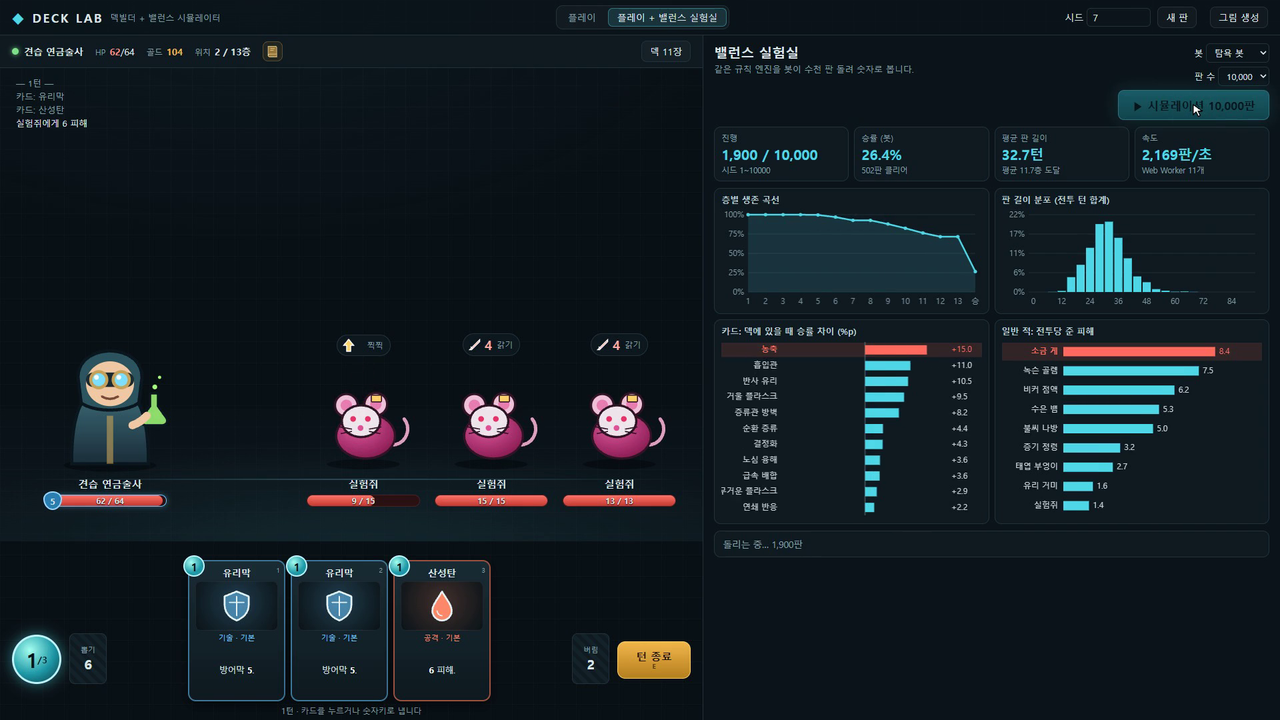 DECK LAB 덱빌더 + 밸런스 시뮬레이터
플레이
플레이 + 밸런스 실험실
시드 7
새 판
그림 생성
견습 연금술사 HP 62/64 골드 104 위치 2 / 13층
덱 11장
— 1턴 —
카드: 유리막
카드: 산성탄
실험쥐에게 6 피해
찍찍
4 갉기
4 갉기
견습 연금술사
5
62 / 64
실험쥐
9 / 15
실험쥐
15 / 15
실험쥐
13 / 13
1/3
뽑기
6
1
유리막
1
기술 · 기본
방어막 5.
1
유리막
2
기술 · 기본
방어막 5.
1
산성탄
3
공격 · 기본
6 피해.
버림
2
턴 종료
E
1턴 · 카드를 누르거나 숫자키로 냅니다
밸런스 실험실
같은 규칙 엔진을 봇이 수천 판 돌려 숫자로 봅니다.
봇 탐욕 봇
판 수 10,000
▶ 시뮬레이션 10,000판
진행
1,900 / 10,000
시드 1~10000
승률 (봇)
26.4%
502판 클리어
평균 판 길이
32.7턴
평균 11.7층 도달
속도
2,169판/초
Web Worker 11개
층별 생존 곡선
100%
75%
50%
25%
0%
1 2 3 4 5 6 7 8 9 10 11 12 13 승
판 길이 분포 (전투 턴 합계)
22%
17%
11%
6%
0%
0 12 24 36 48 60 72 84
카드: 덱에 있을 때 승률 차이 (%p)
농축 +15.0
흡입관 +11.0
반사 유리 +10.5
거울 플라스크 +9.5
증류관 방벽 +8.2
순환 증류 +4.4
결정화 +4.3
노심 융해 +3.6
급속 배합 +3.6
거운 플라스크 +2.9
연쇄 반응 +2.2
일반 적: 전투당 준 피해
소금 게 8.4
녹슨 골렘 7.5
비커 점액 6.2
수은 뱀 5.3
불씨 나방 5.0
증기 정령 3.2
태엽 부엉이 2.7
유리 거미 1.6
실험쥐 1.4
돌리는 중... 1,900판